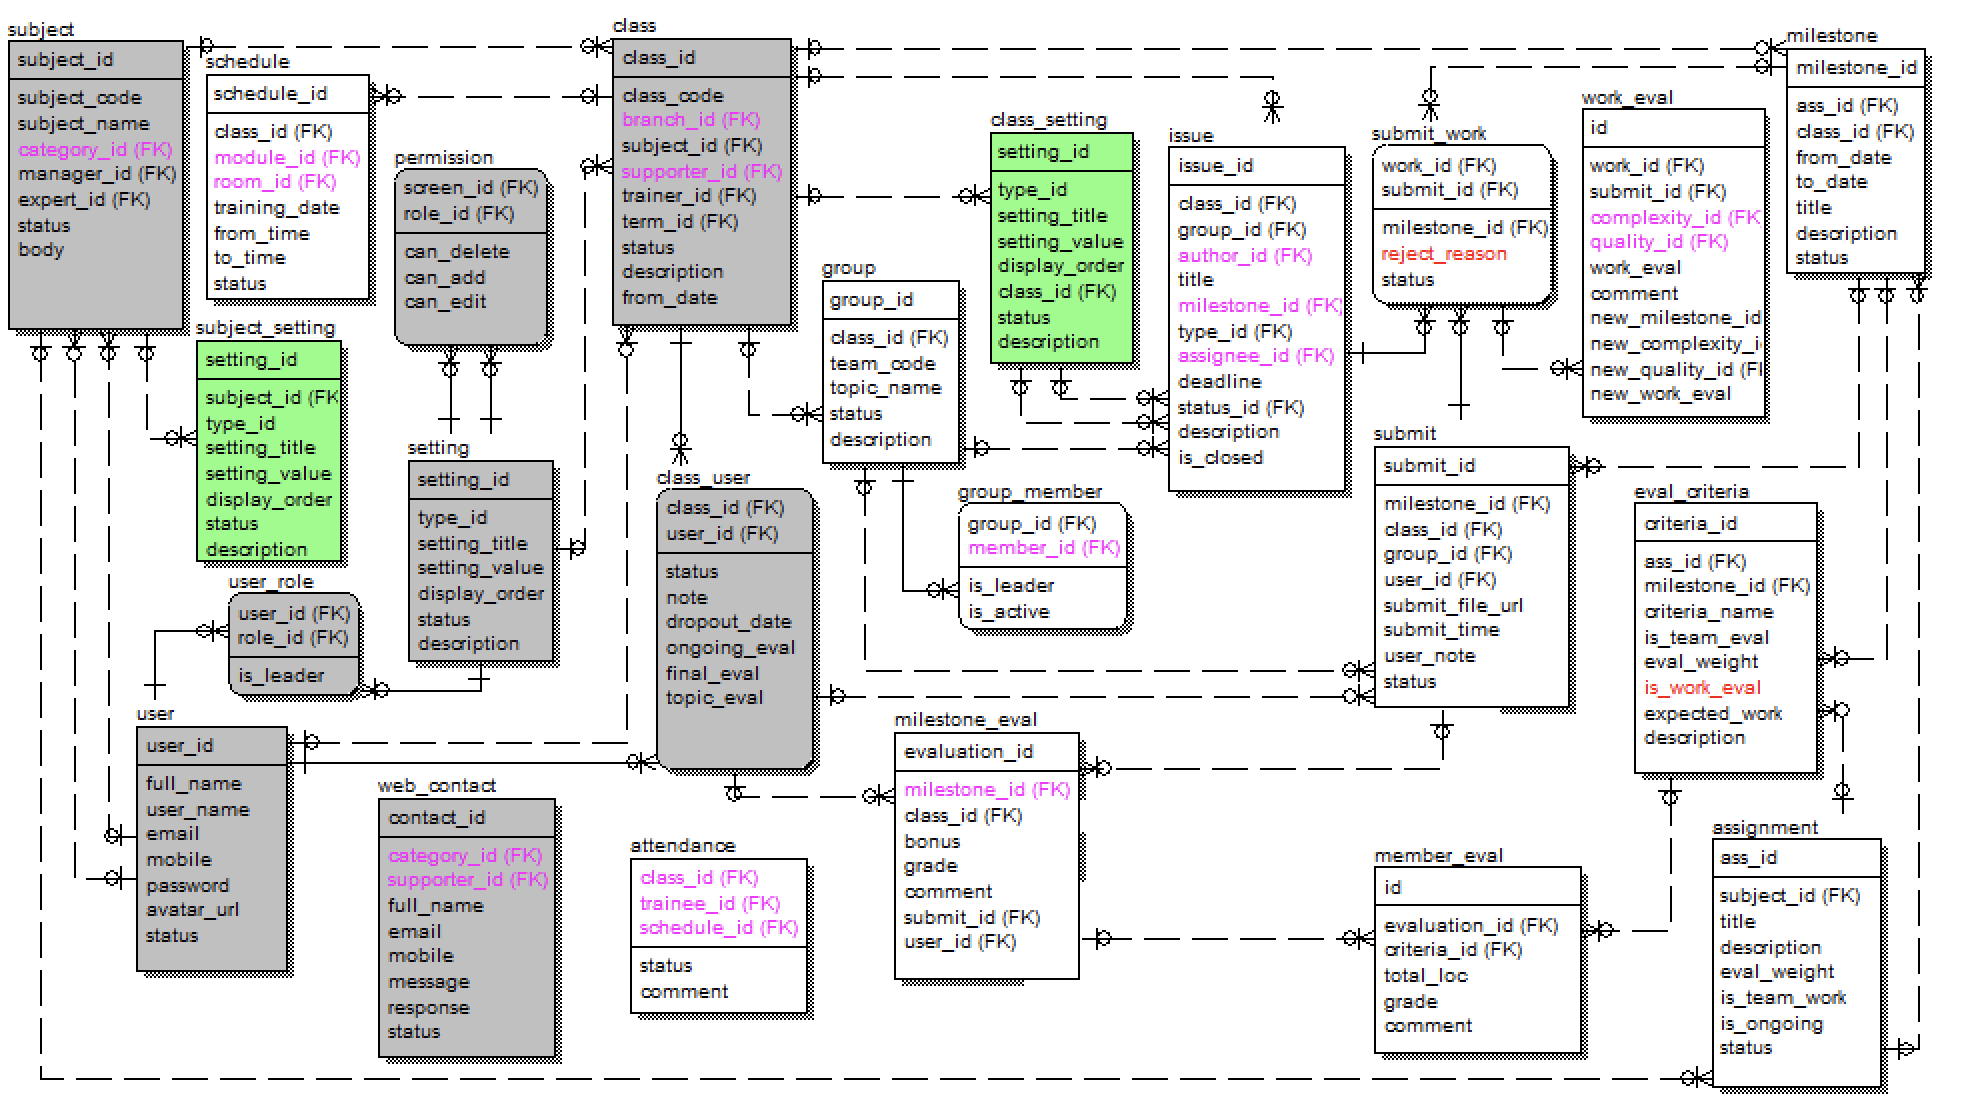 subject
subject_id
subject_code
subject_name
category_id (FK)
manager_id (FK)
expert_id (FK)
status
body
schedule
schedule_id
class_id (FK)
module_id (FK)
room_id (FK)
training_date
from_time
to_time
status
permission
screen_id (FK)
role_id (FK)
can_delete
can_add
can_edit
class
class_id
class_code
branch_id (FK)
subject_id (FK)
supporter_id (FK)
trainer_id (FK)
term_id (FK)
status
description
from_date
class_setting
setting_id
type_id
setting_title
setting_value
display_order
class_id (FK)
status
description
issue
issue_id
class_id (FK)
group_id (FK)
author_id (FK)
title
milestone_id (FK)
type_id (FK)
assignee_id (FK)
deadline
status_id (FK)
description
is_closed
submit_work
work_id (FK)
submit_id (FK)
milestone_id (FK)
reject_reason
status
work_eval
id
work_id (FK)
submit_id (FK)
complexity_id (FK
quality_id (FK)
work_eval
comment
new_milestone_id
new_complexity_i
new_quality_id (F
new_work_eval
milestone
milestone_id
ass_id (FK)
class_id (FK)
from_date
to_date
title
description
status
subject_setting
setting_id
subject_id (FK
type_id
setting_title
setting_value
display_order
status
description
group
group_id
class_id (FK)
team_code
topic_name
status
description
setting
setting_id
type_id
setting_title
setting_value
display_order
status
description
class_user
class_id (FK)
user_id (FK)
status
note
dropout_date
ongoing_eval
final_eval
topic_eval
group_member
group_id (FK)
member_id (FK)
is_leader
is_active
submit
submit_id
milestone_id (FK)
class_id (FK)
group_id (FK)
user_id (FK)
submit_file_url
submit_time
user_note
status
eval_criteria
criteria_id
ass_id (FK)
milestone_id (FK)
criteria_name
is_team_eval
eval_weight
is_work_eval
expected_work
description
user_role
user_id (FK)
role_id (FK)
is_leader
user
user_id
full_name
user_name
email
mobile
password
avatar_url
status
web_contact
contact_id
category_id (FK)
supporter_id (FK)
full_name
email
mobile
message
response
status
attendance
class_id (FK)
trainee_id (FK)
schedule_id (FK)
status
comment
milestone_eval
evaluation_id
milestone_id (FK)
class_id (FK)
bonus
grade
comment
submit_id (FK)
user_id (FK)
member_eval
id
evaluation_id (FK)
criteria_id (FK)
total_loc
grade
comment
assignment
ass_id
subject_id (FK)
title
description
eval_weight
is_team_work
is_ongoing
status